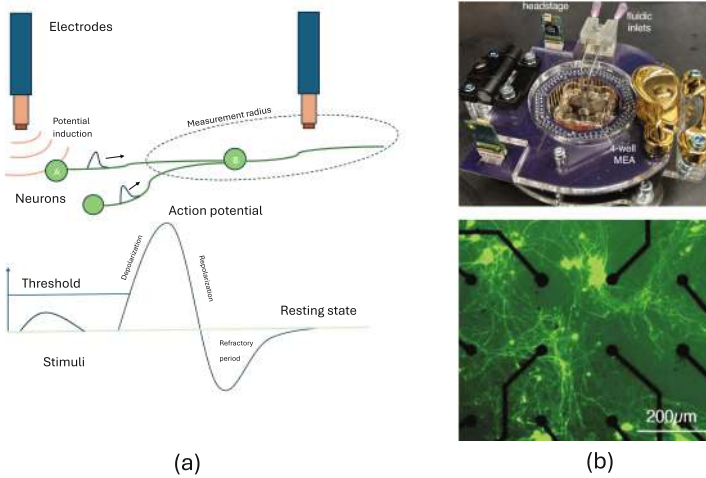 Electrodes
Potential
induction
Measurement radius
A
B
Neurons
Action potential
Depolarization
Repolarization
Threshold
Resting state
Refractory
period
Stimuli
(a)
headstage
fluidic
inlets
4-well
MEA
200μm
(b)